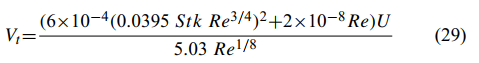 V_t = (6×10^{-4}(0.0395 Stk Re^{3/4})^2+2×10^{-8}Re)U / 5.03 Re^{1/8} (29)